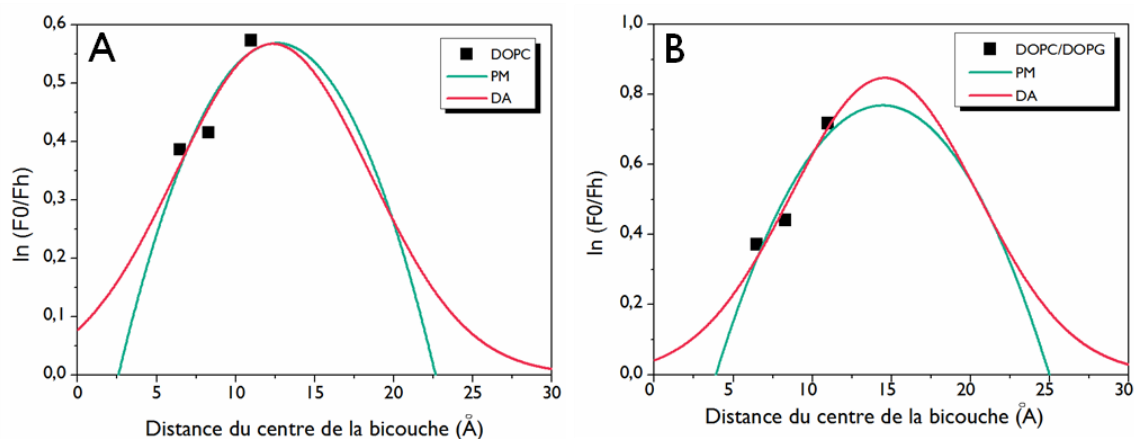 A
DOPC
PM
DA
ln (F0/Fh)
0,6
0,5
0,4
0,3
0,2
0,1
0,0
0 5 10 15 20 25 30
Distance du centre de la bicouche (Å)
B
DOPC/DOPG
PM
DA
ln (F0/Fh)
1,0
0,8
0,6
0,4
0,2
0,0
0 5 10 15 20 25 30
Distance du centre de la bicouche (Å)